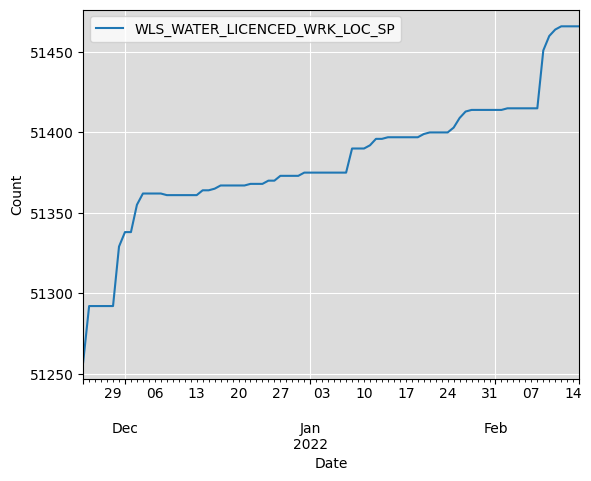 WLS_WATER_LICENCED_WRK_LOC_SP
51450
51400
51350
51300
51250
Count
29 06 13 20 27 03 10 17 24 31 07 14
Dec Jan Feb
2022
Date